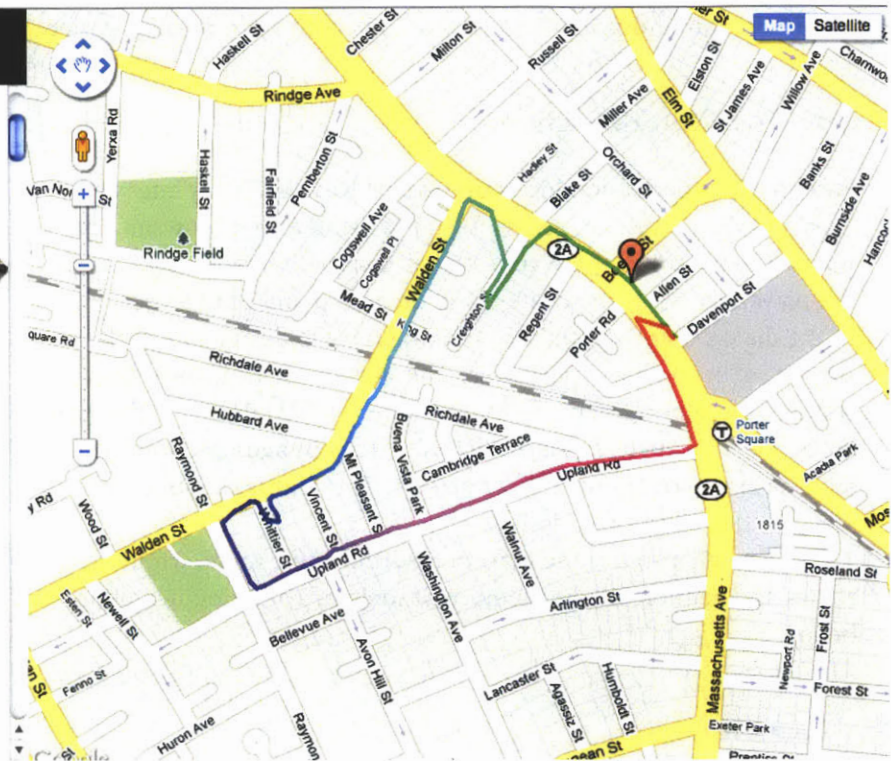 Map
Satellite
Haskell St
Chester St
Milton St
Russell St
Elston St
St James Ave
Willow Ave
Miller Ave
Elm St
Rindge Ave
Yerxa Rd
Haskell St
Fairfield St
Pemberton St
Hadley St
Orchard St
Banks St
Blake St
Burnside Ave
Cogswell Ave
Cogswell Pl
Rindge Field
Walden St
2A
Allen St
Davenport St
Mead St
King St
Creighton St
Regent St
Porter Rd
Richdale Ave
Hubbard Ave
Richdale Ave
T
Porter
Square
Buena Vista Park
Cambridge Terrace
Upland Rd
Acadia Park
Raymond St
Mt Pleasant St
2A
Wood St
Vincent St
Whittier St
Walden St
Upland Rd
Walnut Ave
1815
Roseland St
Washington Ave
Newell St
Bellevue Ave
Arlington St
Avon Hill St
Massachusetts Ave
Newport Rd
Frost St
Fenno St
Lancaster St
Agassiz St
Humboldt St
Forest St
Huron Ave
Exeter Park